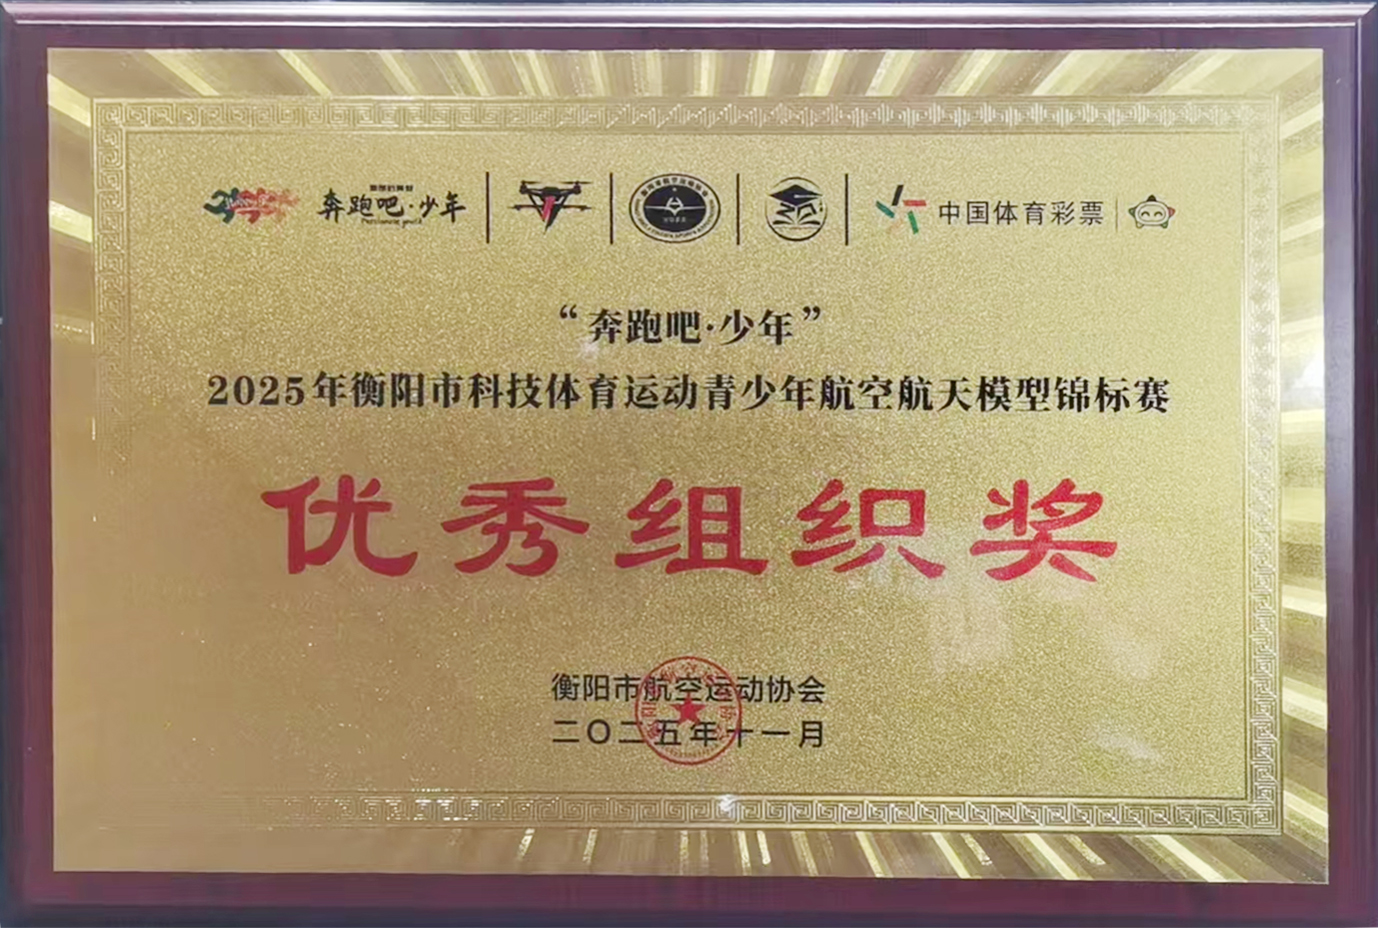 奔跑吧·少年
中国体育彩票
“奔跑吧·少年”
2025年衡阳市科技体育运动青少年航空航天模型锦标赛
优秀组织奖
衡阳市航空运动协会
二〇二五年十一月